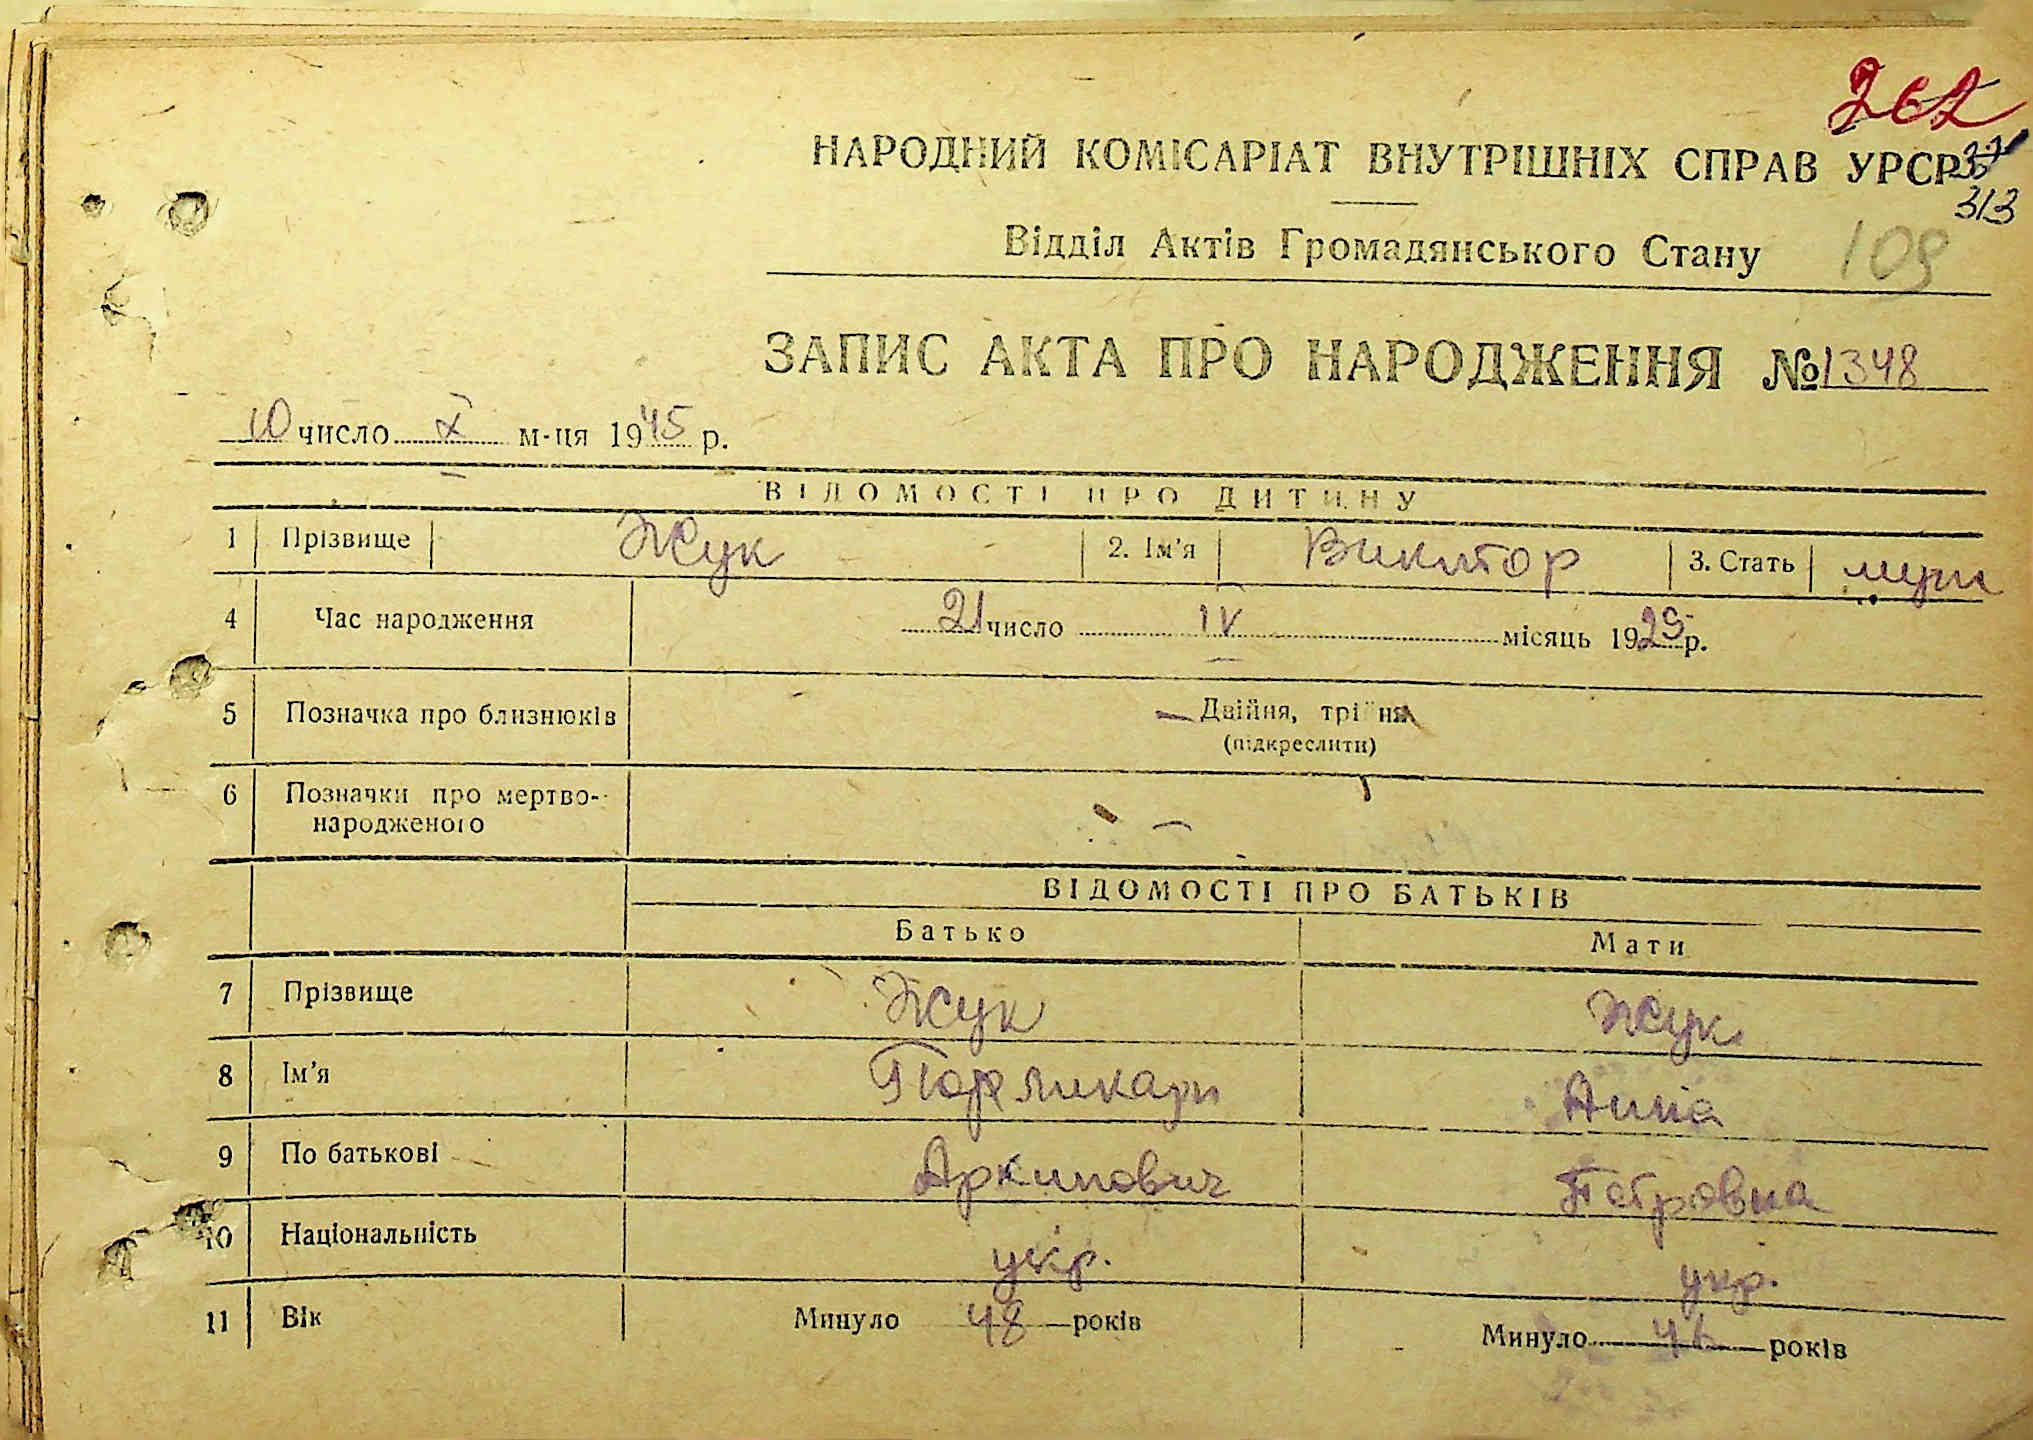 262
НАРОДНИЙ КОМІСАРІАТ ВНУТРІШНІХ СПРАВ УРСР
313
Відділ Актів Громадянського Стану 109
ЗАПИС АКТА ПРО НАРОДЖЕННЯ № 1348
10 число X м-ця 1945 р.
ВІДОМОСТІ ПРО ДИТИНУ
1 Прізвище Жук 2. Ім'я Виктор 3. Стать муж
4 Час народження 21 число IV місяць 1929 р.
5 Позначка про близнюків Двійня, трійня
(підкреслити)
6 Позначки про мертво-
народженого –
ВІДОМОСТІ ПРО БАТЬКІВ
Батько Мати
7 Прізвище Жук Жук
8 Ім'я Анна
9 По батькові Архипович Петровна
10 Національність укр. укр.
11 Вік Минуло 48 років Минуло років